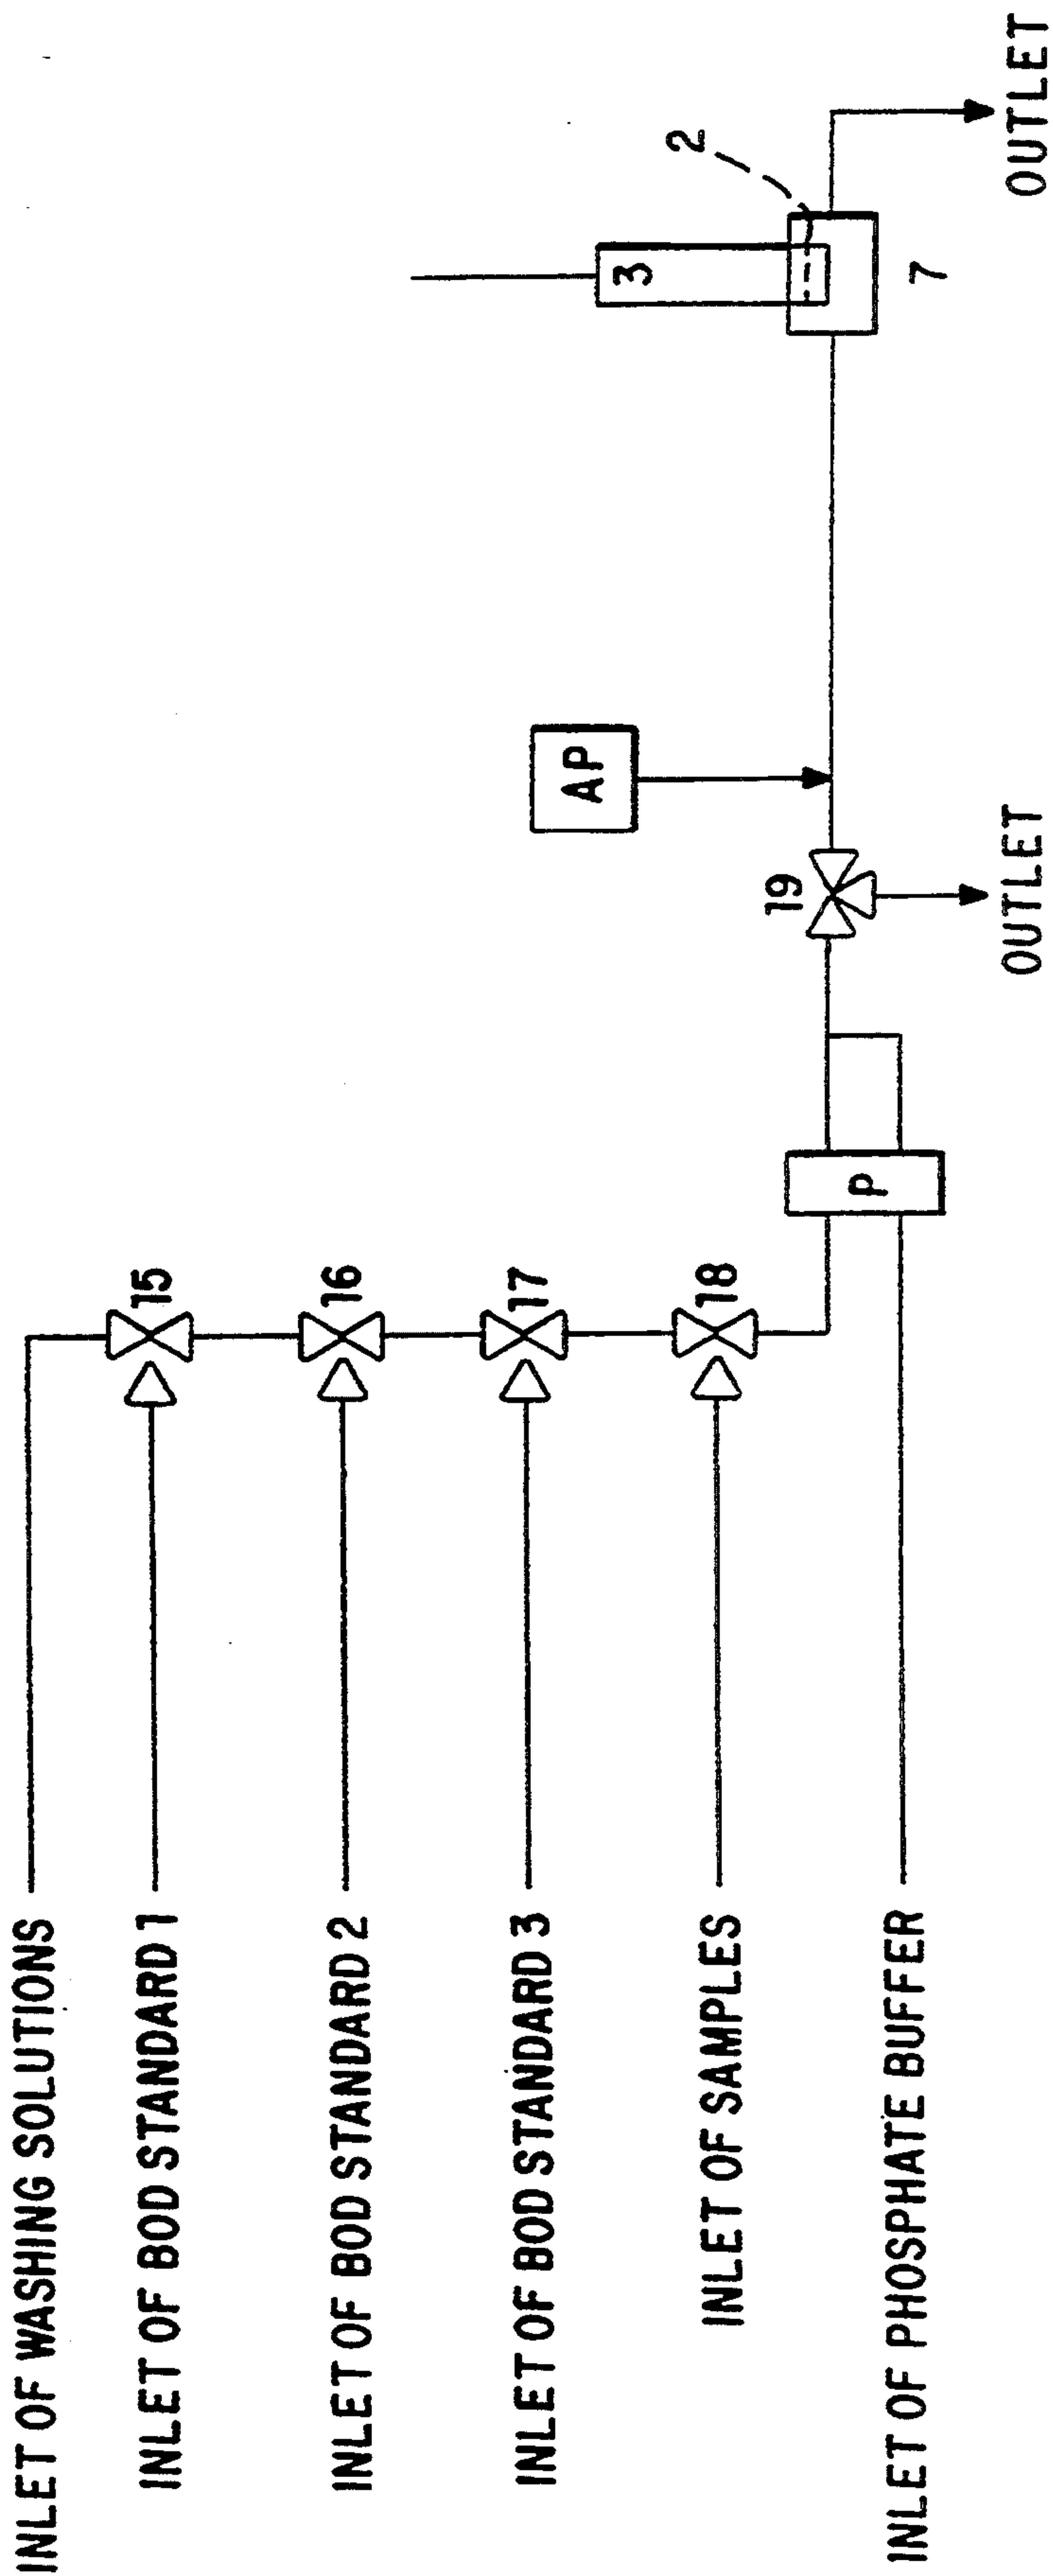 INLET OF WASHING SOLUTIONS
INLET OF BOD STANDARD 1
15
INLET OF BOD STANDARD 2
16
INLET OF BOD STANDARD 3
17
INLET OF SAMPLES
18
INLET OF PHOSPHATE BUFFER
P
19
OUTLET
AP
3
2
7
OUTLET